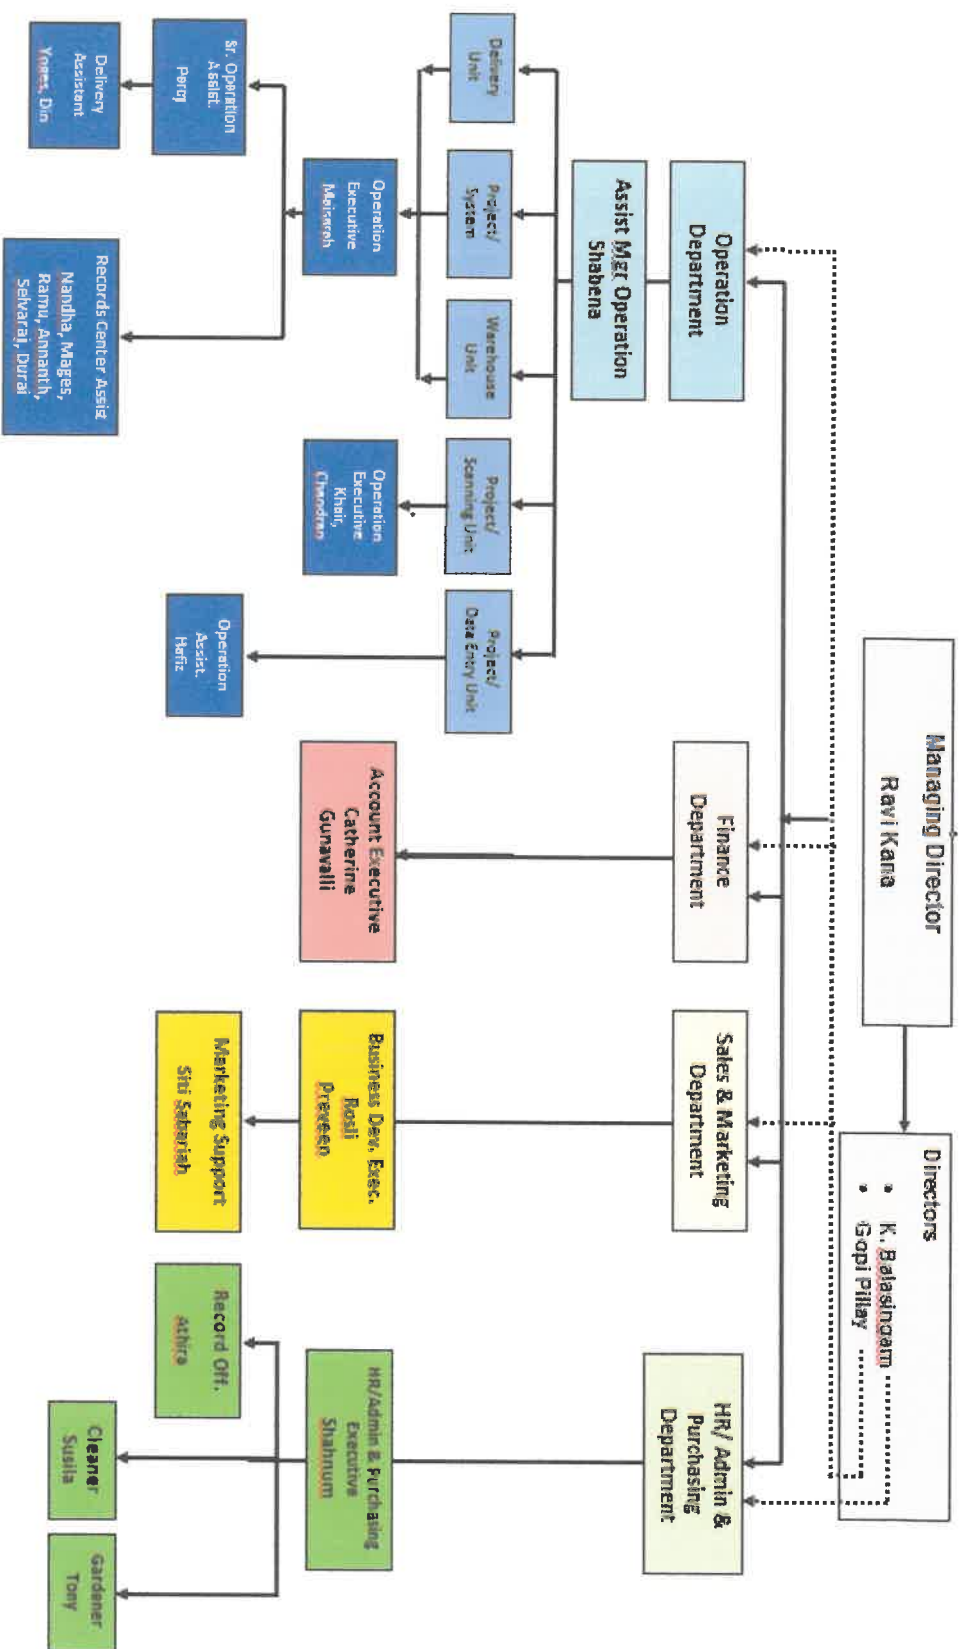 Managing Director
Ravi Kana
Directors
• K. Balasingam
• Gopi Pillay
Operation
Department
Finance
Department
Sales & Marketing
Department
HR/ Admin &
Purchasing
Department
Assist Mgr Operation
Shabena
Delivery
Unit
Project/
System
Warehouse
Unit
Project/
Scanning Unit
Project/
Data Entry Unit
Operation
Executive
Maisarah
Operation
Executive
Khair,
Chandran
Account Executive
Catherine
Gunavalli
Business Dev. Exec.
Rosli
Praveen
HR/Admin & Purchasing
Executive
Shahnum
Sr. Operation
Assist.
Operation
Assist.
Hafiz
Marketing Support
Siti Sabariah
Record Off.
Athira
Delivery
Assistant
Yoges, Din
Records Center Assist
Nandha, Mages,
Ramu, Annanth,
Selvaraj, Durai
Cleaner
Susila
Gardener
Tony